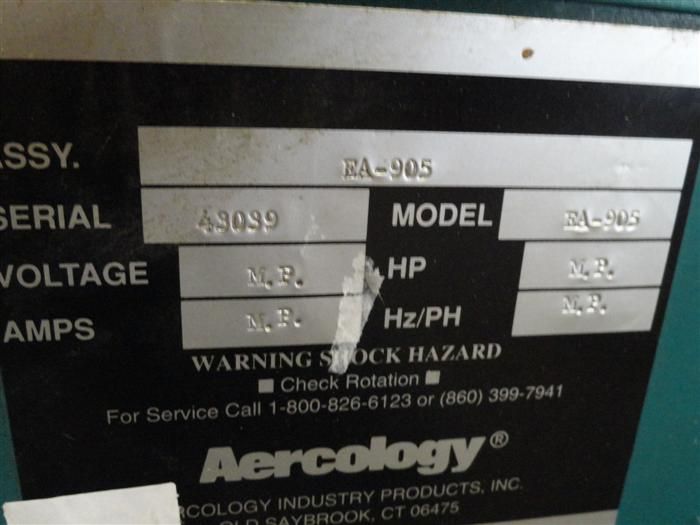 ASSY. EA-905
SERIAL 43039 MODEL EA-905
VOLTAGE M.P. HP M.P.
AMPS M.P. Hz/PH M.P.
WARNING SHOCK HAZARD
■ Check Rotation ■
For Service Call 1-800-826-6123 or (860) 399-7941
Aercology®
ERCOLOGY INDUSTRY PRODUCTS, INC.
OLD SAYBROOK, CT 06475